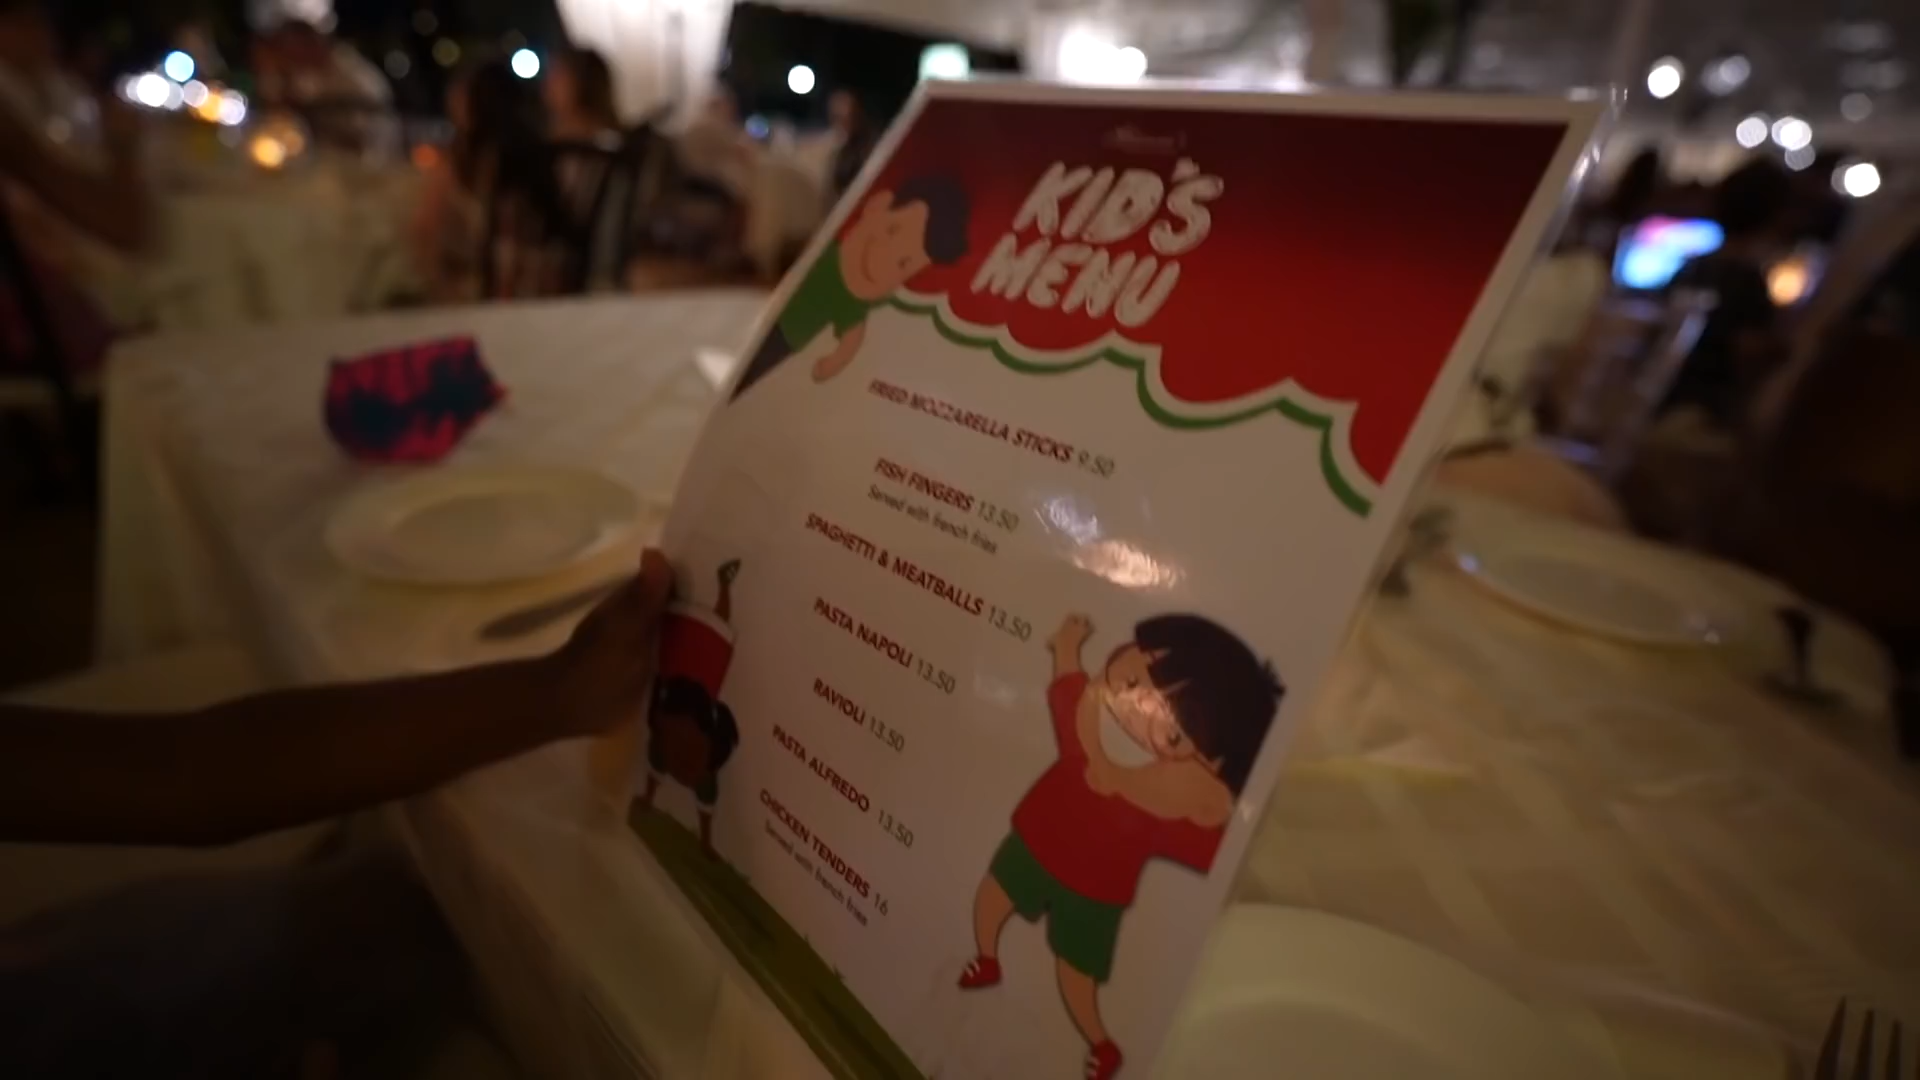 KID'S
MENU
FRIED MOZZARELLA STICKS 9.50
FISH FINGERS 13.50
Served with french fries
SPAGHETTI & MEATBALLS 13.50
PASTA NAPOLI 13.50
RAVIOLI 13.50
PASTA ALFREDO 13.50
CHICKEN TENDERS 16
Served with french fries